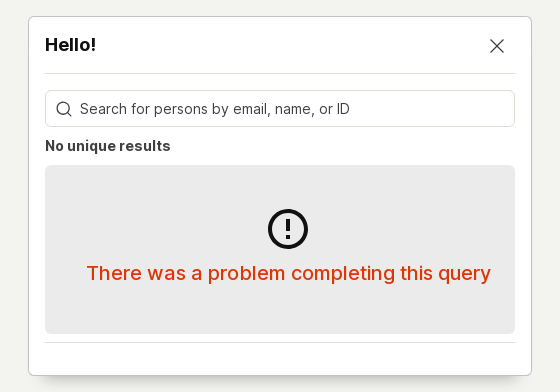 Hello!
Search for persons by email, name, or ID
No unique results
There was a problem completing this query